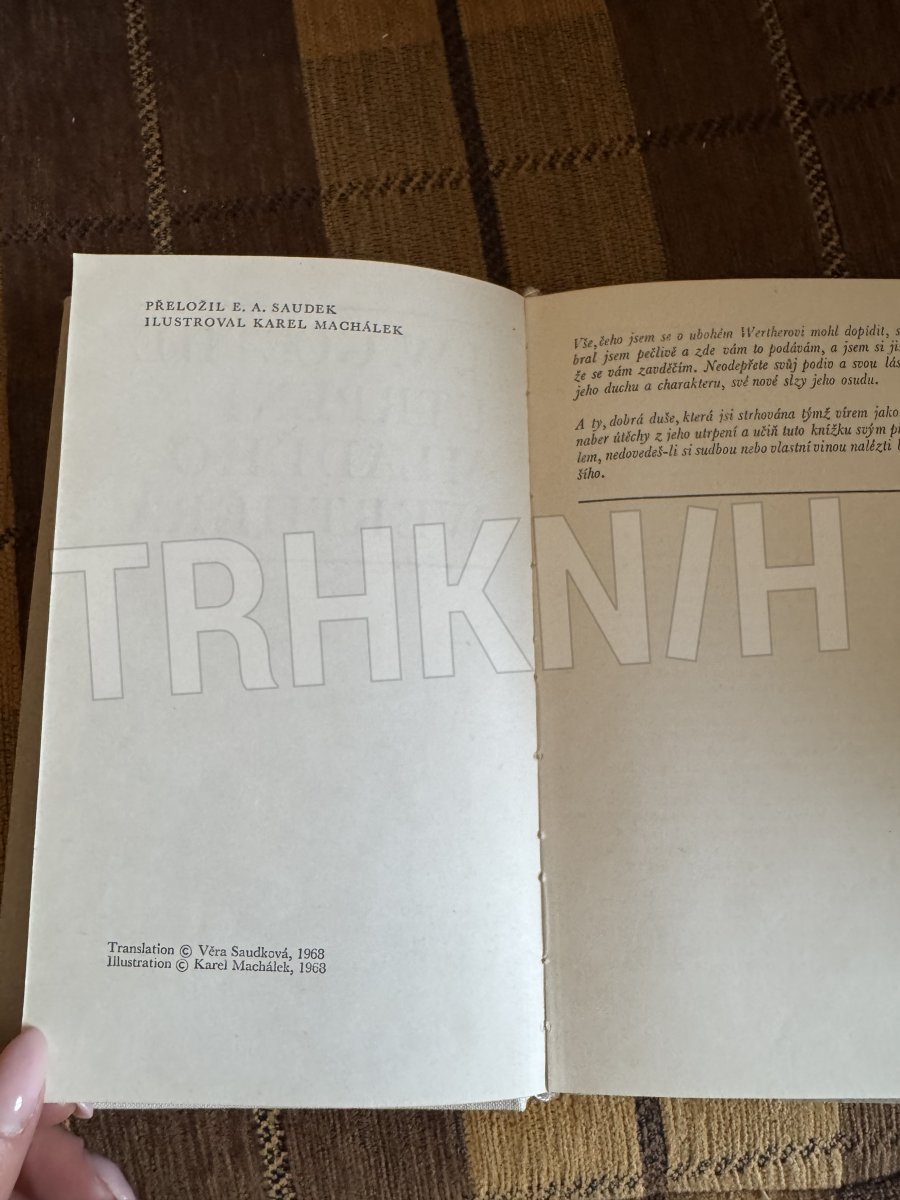 PŘELOŽIL E. A. SAUDEK
ILUSTROVAL KAREL MACHÁLEK
Translation © Věra Saudková, 1968
Illustration © Karel Machálek, 1968
Vše, čeho jsem se o ubohém Wertherovi mohl dopídit,
bral jsem pečlivě a zde vám to podávám, a jsem si
že se vám zavděčím. Neodepřete svůj podiv a svou
jeho duchu a charakteru, své nové slzy jeho osudu.
A ty, dobrá duše, která jsi strhována týmž vírem jako
naber útěchy z jeho utrpení a učiň tuto knížku svým
lem, nedovedeš-li si sudbou nebo vlastní vinou nalézti
šího.
TRHKN/H